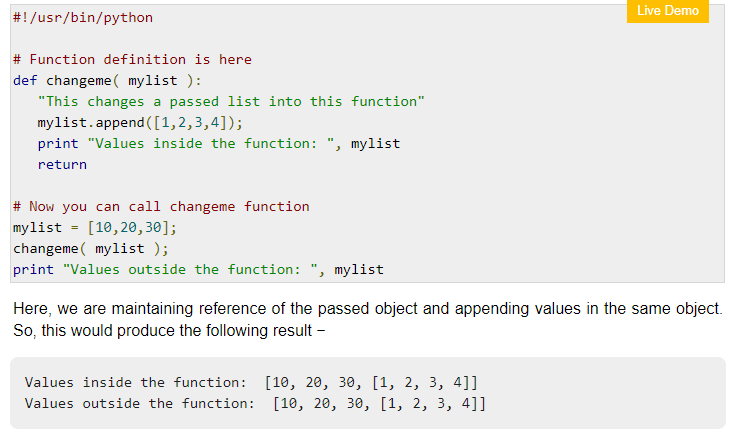 Live Demo
#!/usr/bin/python
# Function definition is here
def changeme( mylist ):
   "This changes a passed list into this function"
   mylist.append([1,2,3,4]);
   print "Values inside the function: ", mylist
   return
# Now you can call changeme function
mylist = [10,20,30];
changeme( mylist );
print "Values outside the function: ", mylist
Here, we are maintaining reference of the passed object and appending values in the same object.
So, this would produce the following result −
Values inside the function:  [10, 20, 30, [1, 2, 3, 4]]
Values outside the function:  [10, 20, 30, [1, 2, 3, 4]]